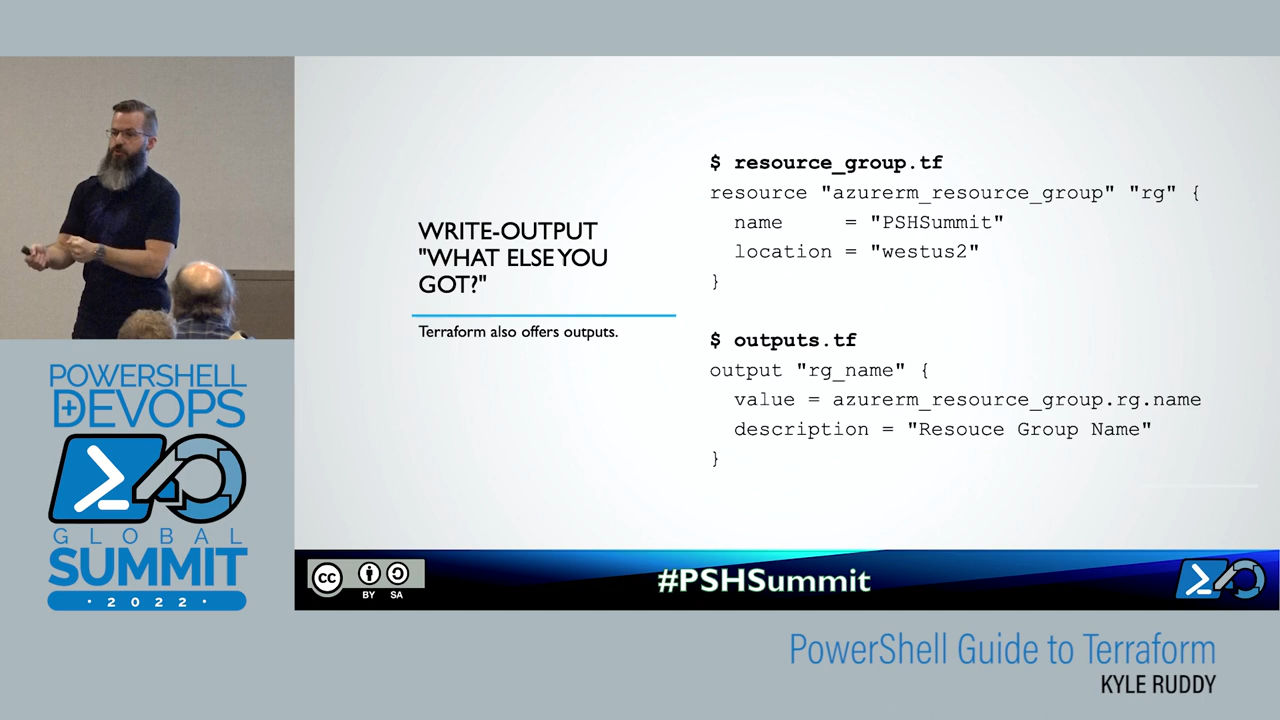 WRITE-OUTPUT
"WHAT ELSE YOU
GOT?"
Terraform also offers outputs.
$ resource_group.tf
resource "azurerm_resource_group" "rg" {
  name     = "PSHSummit"
  location = "westus2"
}
$ outputs.tf
output "rg_name" {
  value = azurerm_resource_group.rg.name
  description = "Resouce Group Name"
}
POWERSHELL
+DEVOPS
GLOBAL
SUMMIT
· 2022 ·
cc
BY SA
#PSHSummit
PowerShell Guide to Terraform
KYLE RUDDY